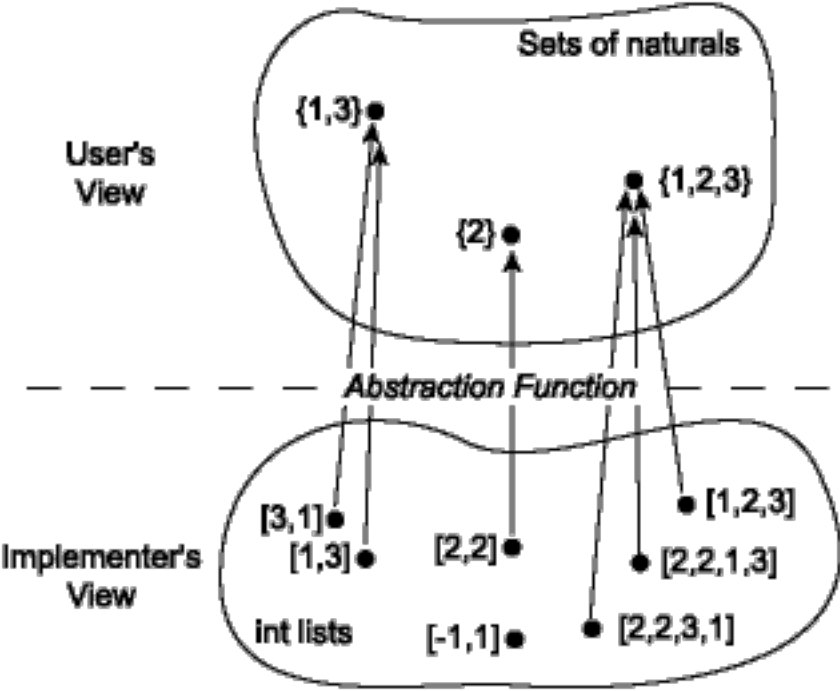 Sets of naturals
{1,3}
User's
View
{1,2,3}
{2}
Abstraction Function
[3,1]
[1,2,3]
[1,3]
[2,2]
[2,2,1,3]
Implementer's
View
int lists
[-1,1]
[2,2,3,1]